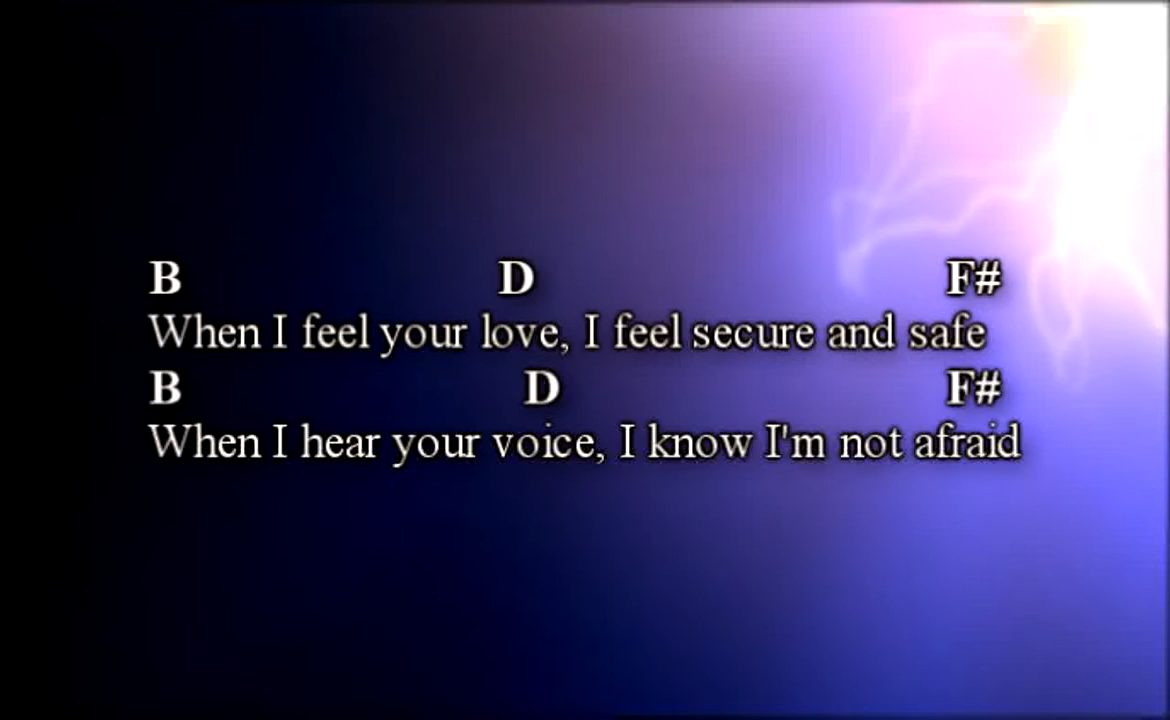 B D F#
When I feel your love, I feel secure and safe
B D F#
When I hear your voice, I know I'm not afraid